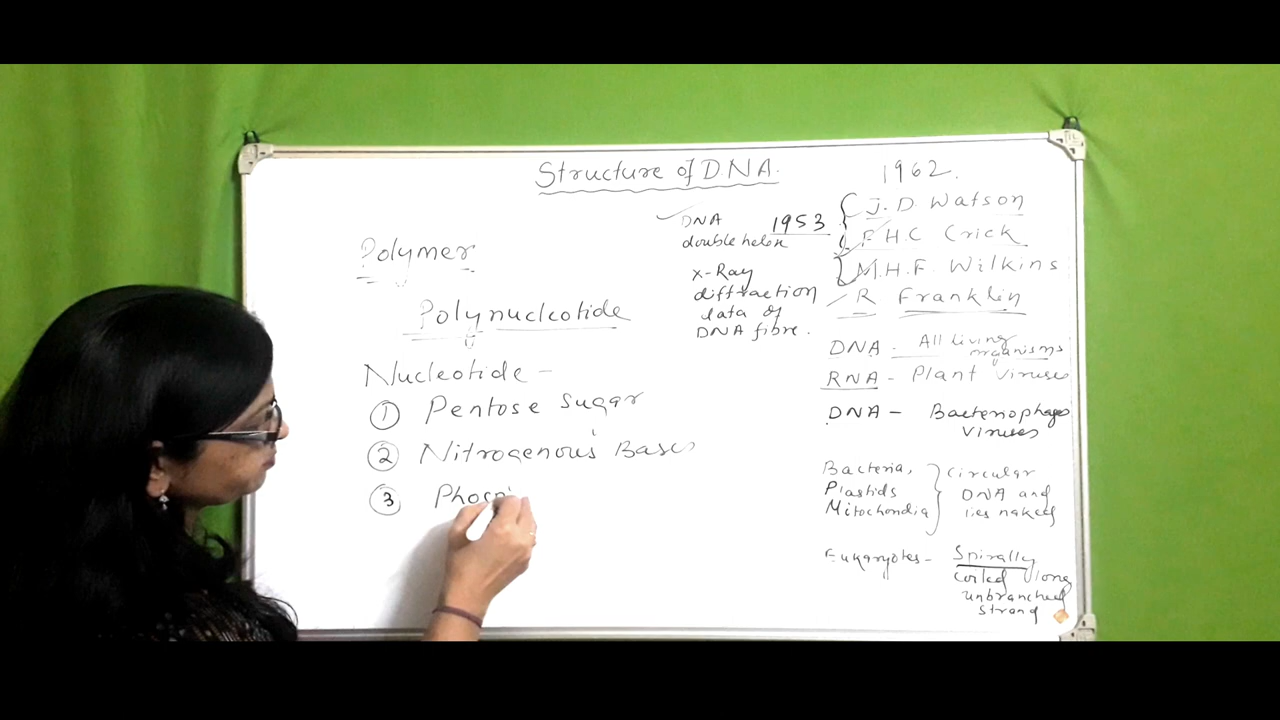 Structure of D.N.A.
1962.
DNA
double helix
1953
J. D. Watson
F. H. C Crick
M. H. F. Wilkins
R Franklin
x-Ray
diffraction
data of
DNA fibre.
Polymer
Polynucleotide
Nucleotide -
1 Pentose Sugar
2 Nitrogenous Bases
3 Phosp
DNA - All living
organisms
RNA - Plant Viruses
DNA - Bacteriophages
Viruses
Bacteria,
Plastids
Mitochondia
Circular
DNA and
lies naked
Eukaryotes - Spirally
coiled long
unbranched
strand